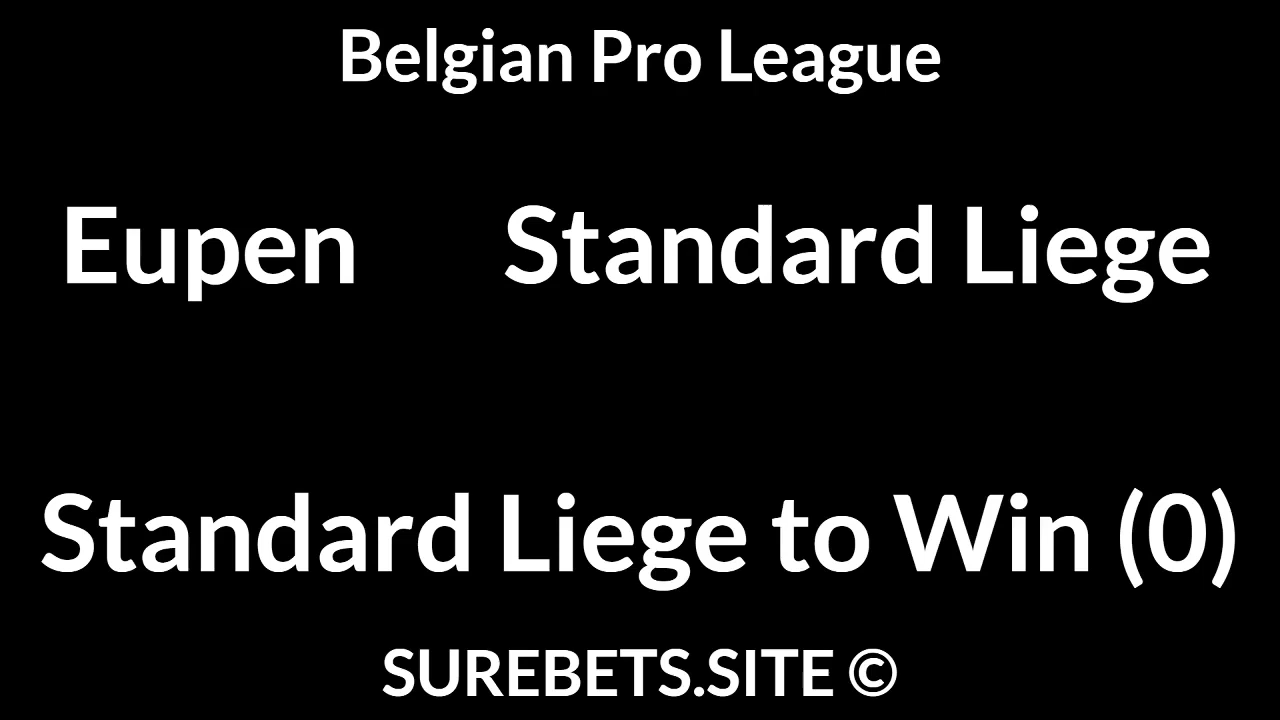 Belgian Pro League
Eupen Standard Liege
Standard Liege to Win (0)
SUREBETS.SITE ©